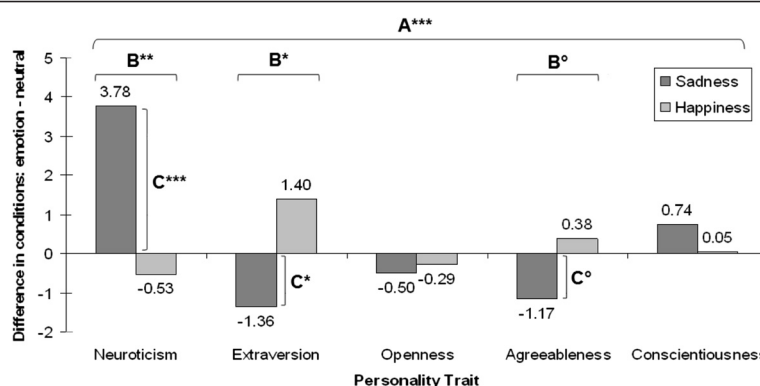 A***
B**
B*
B°
Difference in conditions: emotion - neutral
5
4
3
2
1
0
-1
-2
Sadness
Happiness
3.78
-0.53
C***
-1.36
1.40
C*
-0.50
-0.29
-1.17
0.38
C°
0.74
0.05
Neuroticism
Extraversion
Openness
Agreeableness
Conscientiousness
Personality Trait